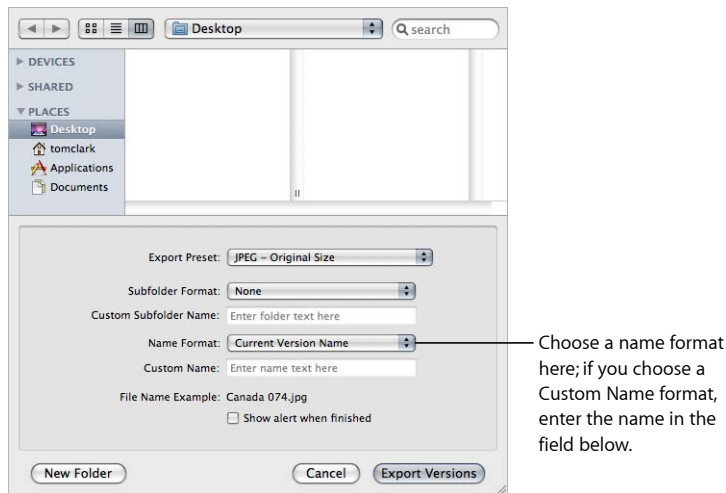 Desktop
search
DEVICES
SHARED
PLACES
Desktop
tomclark
Applications
Documents
Export Preset: JPEG – Original Size
Subfolder Format: None
Custom Subfolder Name: Enter folder text here
Name Format: Current Version Name
Custom Name: Enter name text here
File Name Example: Canada 074.jpg
Show alert when finished
New Folder Cancel Export Versions
Choose a name format
here; if you choose a
Custom Name format,
enter the name in the
field below.